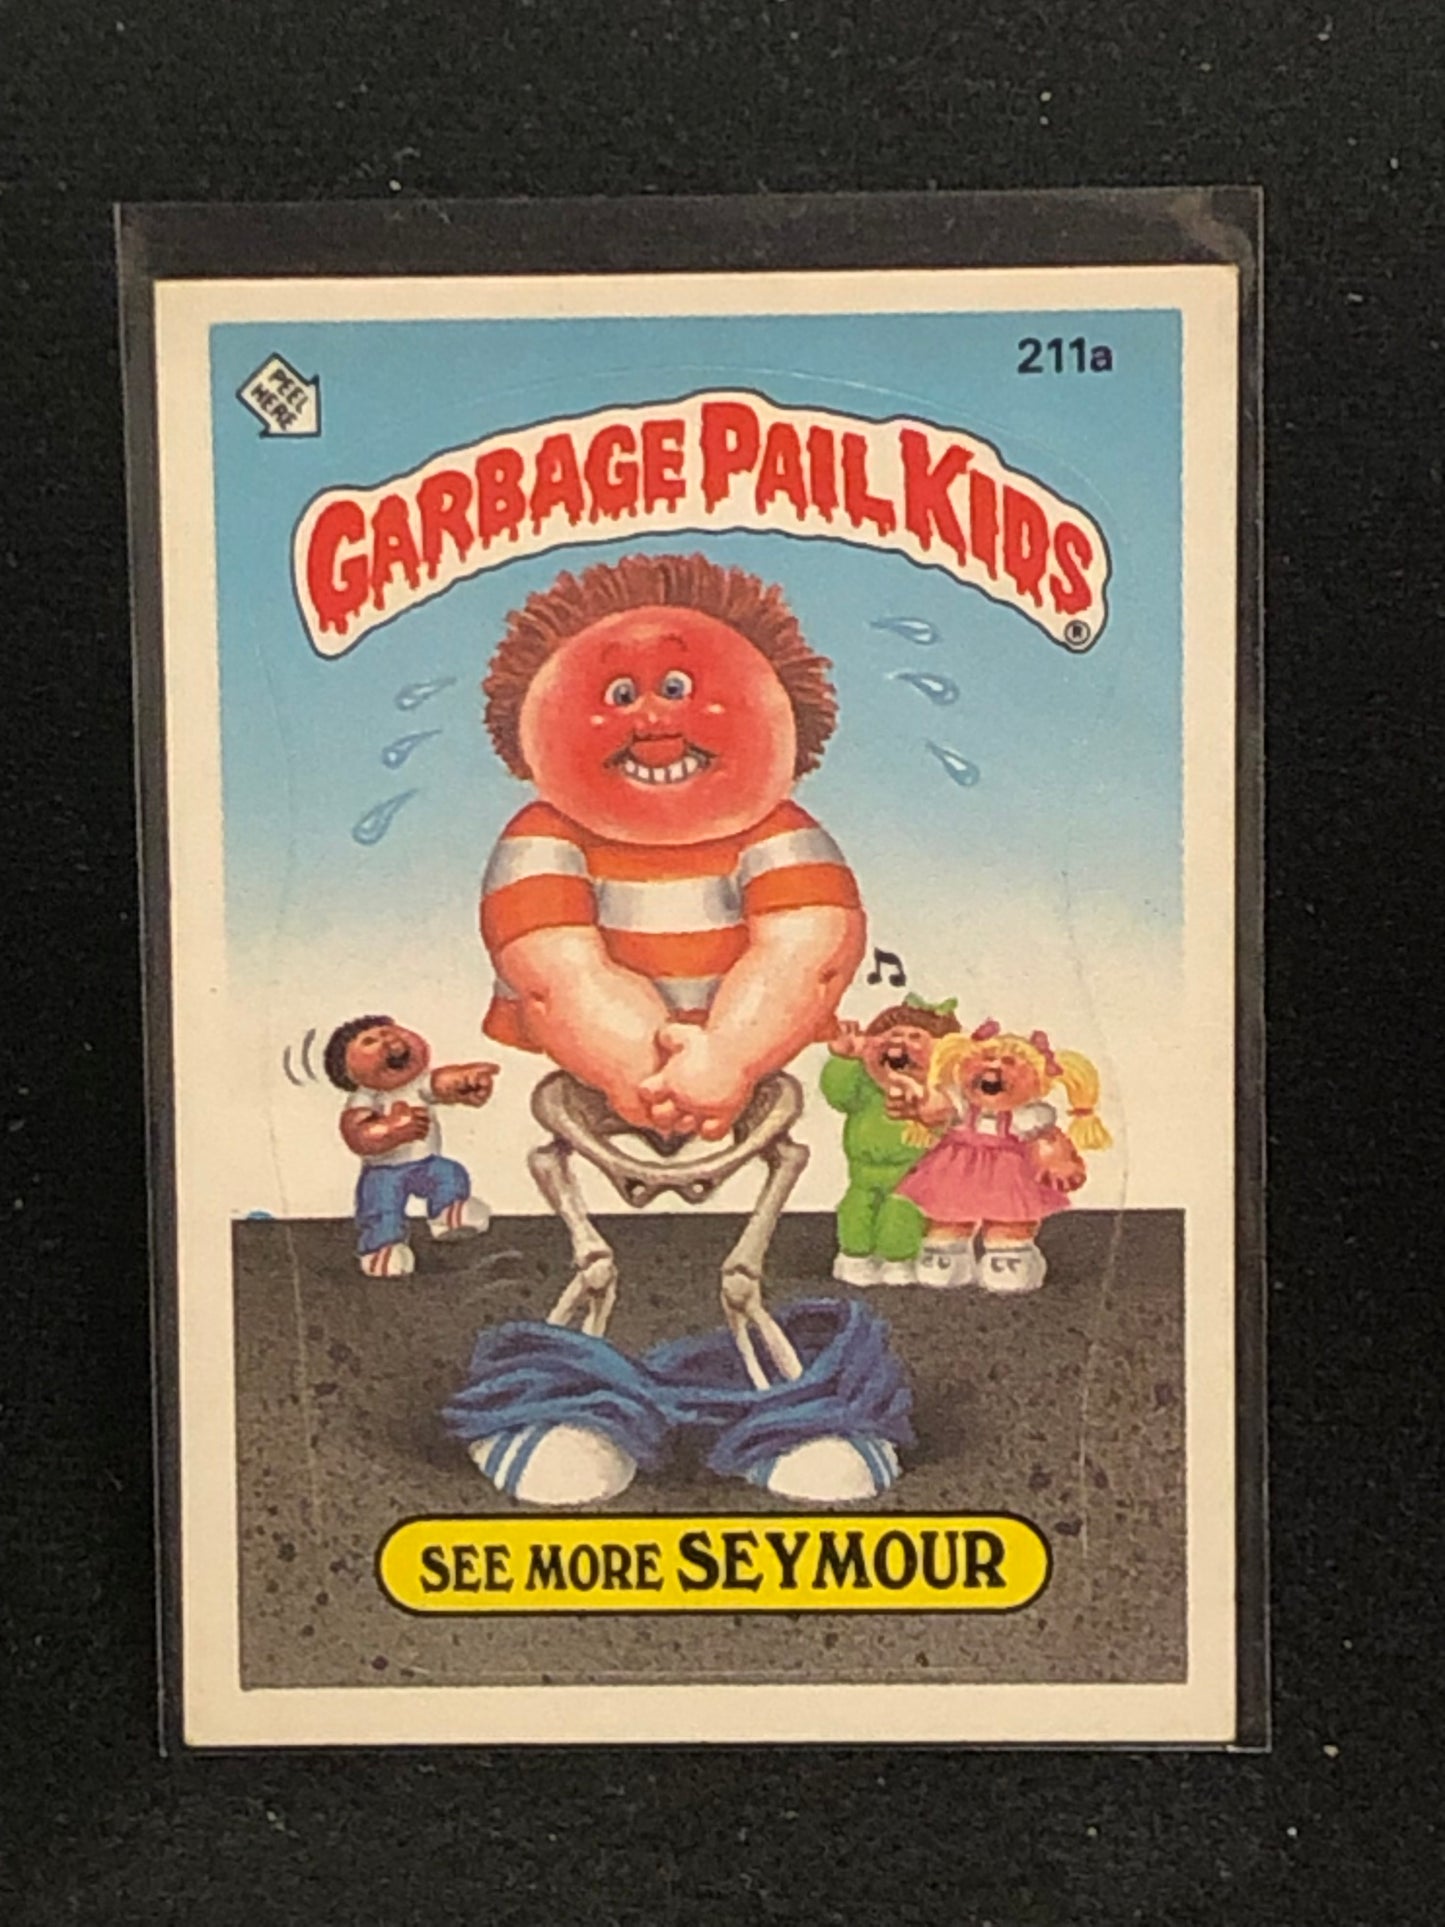 211a
PEEL
HERE
GARBAGE PAIL KIDS
®
SEE MORE SEYMOUR